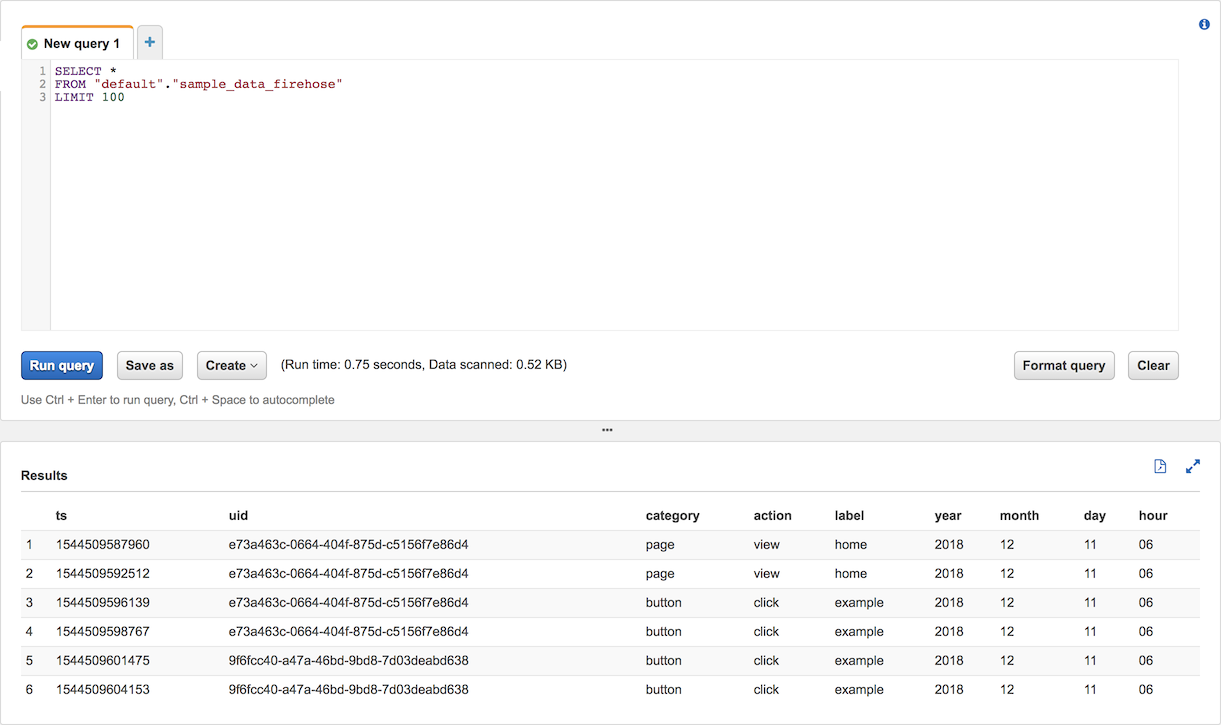 New query 1 +
1 SELECT *
2 FROM "default"."sample_data_firehose"
3 LIMIT 100
Run query Save as Create (Run time: 0.75 seconds, Data scanned: 0.52 KB) Format query Clear
Use Ctrl + Enter to run query, Ctrl + Space to autocomplete
Results
ts uid category action label year month day hour
1 1544509587960 e73a463c-0664-404f-875d-c5156f7e86d4 page view home 2018 12 11 06
2 1544509592512 e73a463c-0664-404f-875d-c5156f7e86d4 page view home 2018 12 11 06
3 1544509596139 e73a463c-0664-404f-875d-c5156f7e86d4 button click example 2018 12 11 06
4 1544509598767 e73a463c-0664-404f-875d-c5156f7e86d4 button click example 2018 12 11 06
5 1544509601475 9f6fcc40-a47a-46bd-9bd8-7d03deabd638 button click example 2018 12 11 06
6 1544509604153 9f6fcc40-a47a-46bd-9bd8-7d03deabd638 button click example 2018 12 11 06